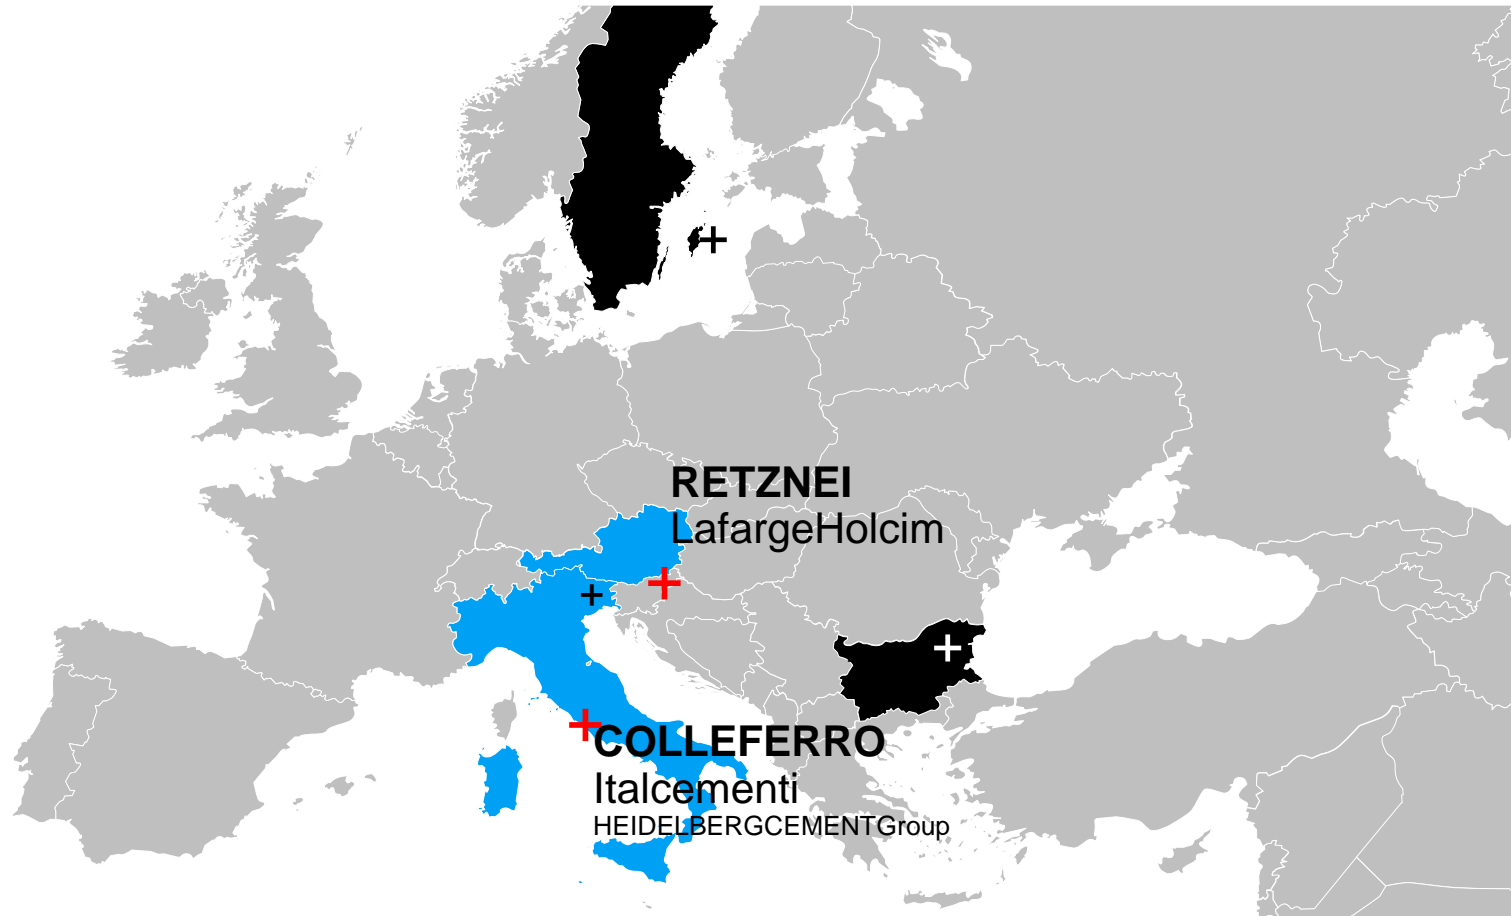 RETZNEI
LafargeHolcim
COLLEFERRO
Italcementi
HEIDELBERGCEMENTGroup